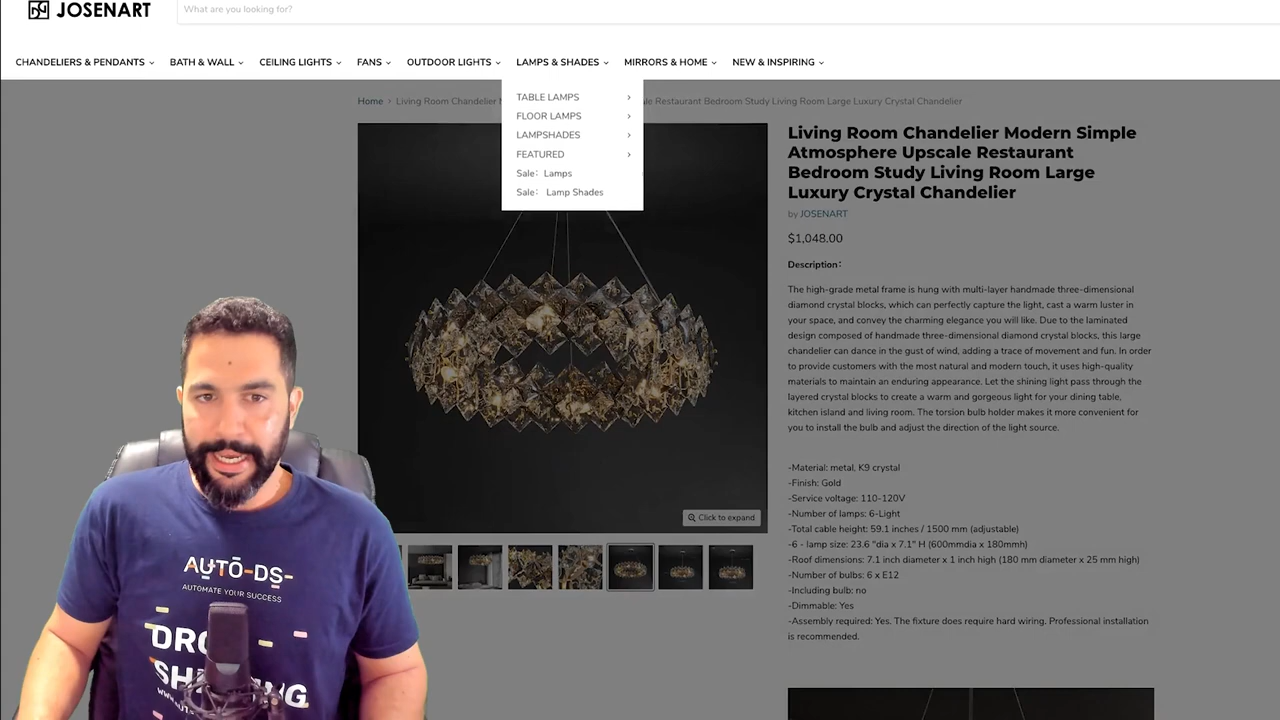 JOSENART
What are you looking for?
CHANDELIERS & PENDANTS BATH & WALL CEILING LIGHTS FANS OUTDOOR LIGHTS LAMPS & SHADES MIRRORS & HOME NEW & INSPIRING
TABLE LAMPS
FLOOR LAMPS
LAMPSHADES
FEATURED
Sale: Lamps
Sale: Lamp Shades
Home > Living Room Chandelier Restaurant Bedroom Study Living Room Large Luxury Crystal Chandelier
Living Room Chandelier Modern Simple
Atmosphere Upscale Restaurant
Bedroom Study Living Room Large
Luxury Crystal Chandelier
by JOSENART
$1,048.00
Description:
The high-grade metal frame is hung with multi-layer handmade three-dimensional
diamond crystal blocks, which can perfectly capture the light, cast a warm luster in
your space, and convey the charming elegance you will like. Due to the laminated
design composed of handmade three-dimensional diamond crystal blocks, this large
chandelier can dance in the gust of wind, adding a trace of movement and fun. In order
to provide customers with the most natural and modern touch, it uses high-quality
materials to maintain an enduring appearance. Let the shining light pass through the
layered crystal blocks to create a warm and gorgeous light for your dining table,
kitchen island and living room. The torsion bulb holder makes it more convenient for
you to install the bulb and adjust the direction of the light source.
-Material: metal, K9 crystal
-Finish: Gold
-Service voltage: 110-120V
-Number of lamps: 6-Light
-Total cable height: 59.1 inches / 1500 mm (adjustable)
-6 - lamp size: 23.6 "dia x 7.1" H (600mmdia x 180mmh)
-Roof dimensions: 7.1 inch diameter x 1 inch high (180 mm diameter x 25 mm high)
-Number of bulbs: 6 x E12
-Including bulb: no
-Dimmable: Yes
-Assembly required: Yes. The fixture does require hard wiring. Professional installation
is recommended.
Click to expand
AUTO-DS-
AUTOMATE YOUR SUCCESS